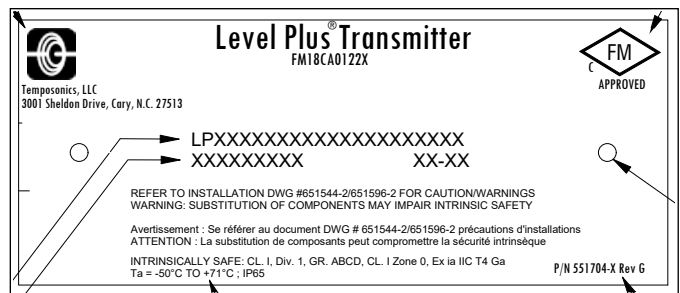 Level Plus® Transmitter
FM18CA0122X
FM
C
APPROVED
Temposonics, LLC
3001 Sheldon Drive, Cary, N.C. 27513
LPXXXXXXXXXXXXXXXXXXXX
XXXXXXXXX XX-XX
REFER TO INSTALLATION DWG #651544-2/651596-2 FOR CAUTION/WARNINGS
WARNING: SUBSTITUTION OF COMPONENTS MAY IMPAIR INTRINSIC SAFETY
Avertissement : Se référer au document DWG # 651544-2/651596-2 précautions d'installations
ATTENTION : La substitution de composants peut compromettre la sécurité intrinsèque
INTRINSICALLY SAFE: CL. I, Div. 1, GR. ABCD, CL. I Zone 0, Ex ia IIC T4 Ga
Ta = -50°C TO +71°C ; IP65
P/N 551704-X Rev G